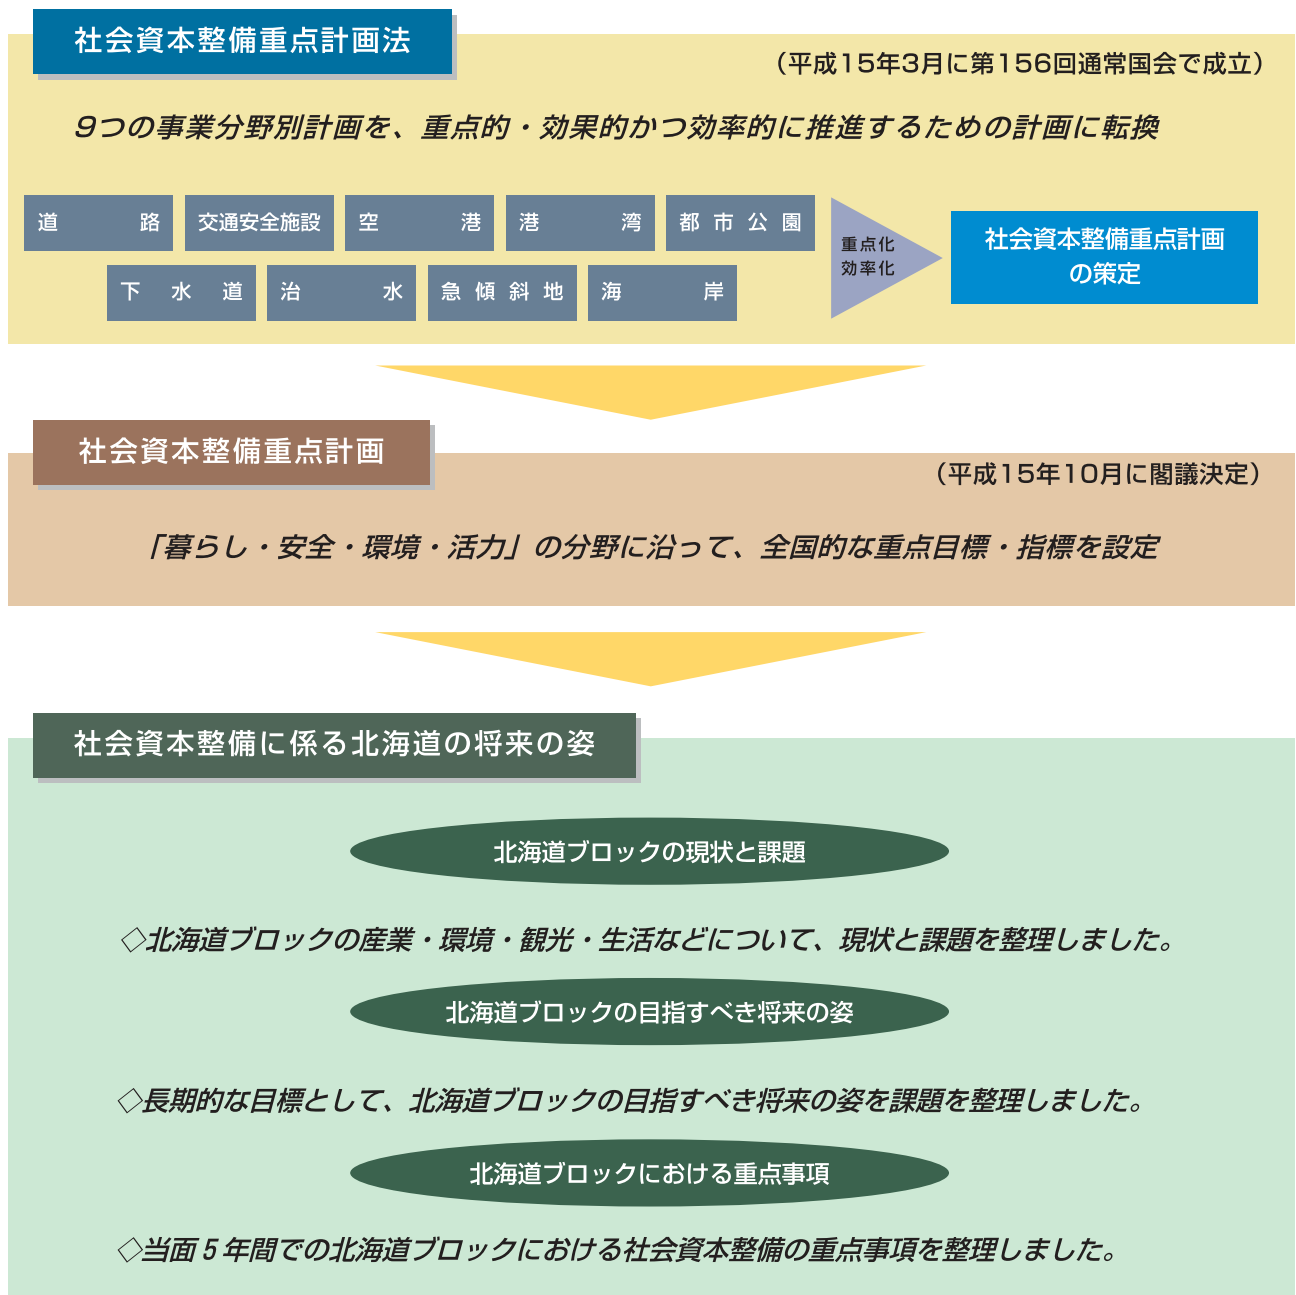 社会資本整備重点計画法
（平成15年3月に第156回通常国会で成立）
9つの事業分野別計画を、重点的・効果的かつ効率的に推進するための計画に転換
道路
交通安全施設
空港
港湾
都市公園
下水道
治水
急傾斜地
海岸
重点化
効率化
社会資本整備重点計画
の策定
社会資本整備重点計画
（平成15年10月に閣議決定）
「暮らし・安全・環境・活力」の分野に沿って、全国的な重点目標・指標を設定
社会資本整備に係る北海道の将来の姿
北海道ブロックの現状と課題
◇北海道ブロックの産業・環境・観光・生活などについて、現状と課題を整理しました。
北海道ブロックの目指すべき将来の姿
◇長期的な目標として、北海道ブロックの目指すべき将来の姿を課題を整理しました。
北海道ブロックにおける重点事項
◇当面5年間での北海道ブロックにおける社会資本整備の重点事項を整理しました。